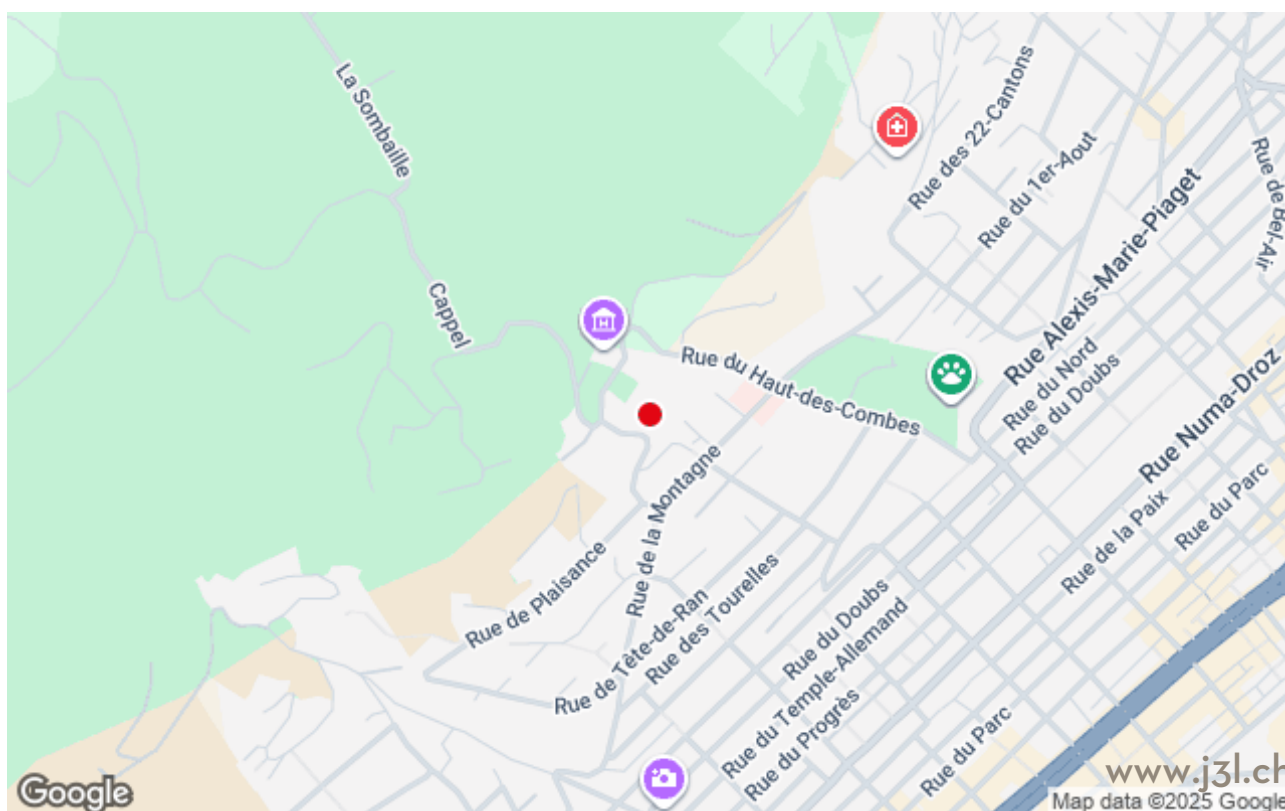 La Sombaille
Rue des 22-Cantons
Rue du 1er-Aout
Rue de Bel-Air
Rue Alexis-Marie-Piaget
Cappel
Rue du Haut-des-Combes
Rue du Nord
Rue du Doubs
Rue Numa-Droz
Rue du Parc
Rue de la Paix
Rue de la Montagne
Rue de Plaisance
Rue des Tourelles
Rue de Tête-de-Ran
Rue du Doubs
Rue du Temple-Allemand
Rue du Progrès
Rue du Parc
www.j3l.ch
Google
Map data ©2025 Google